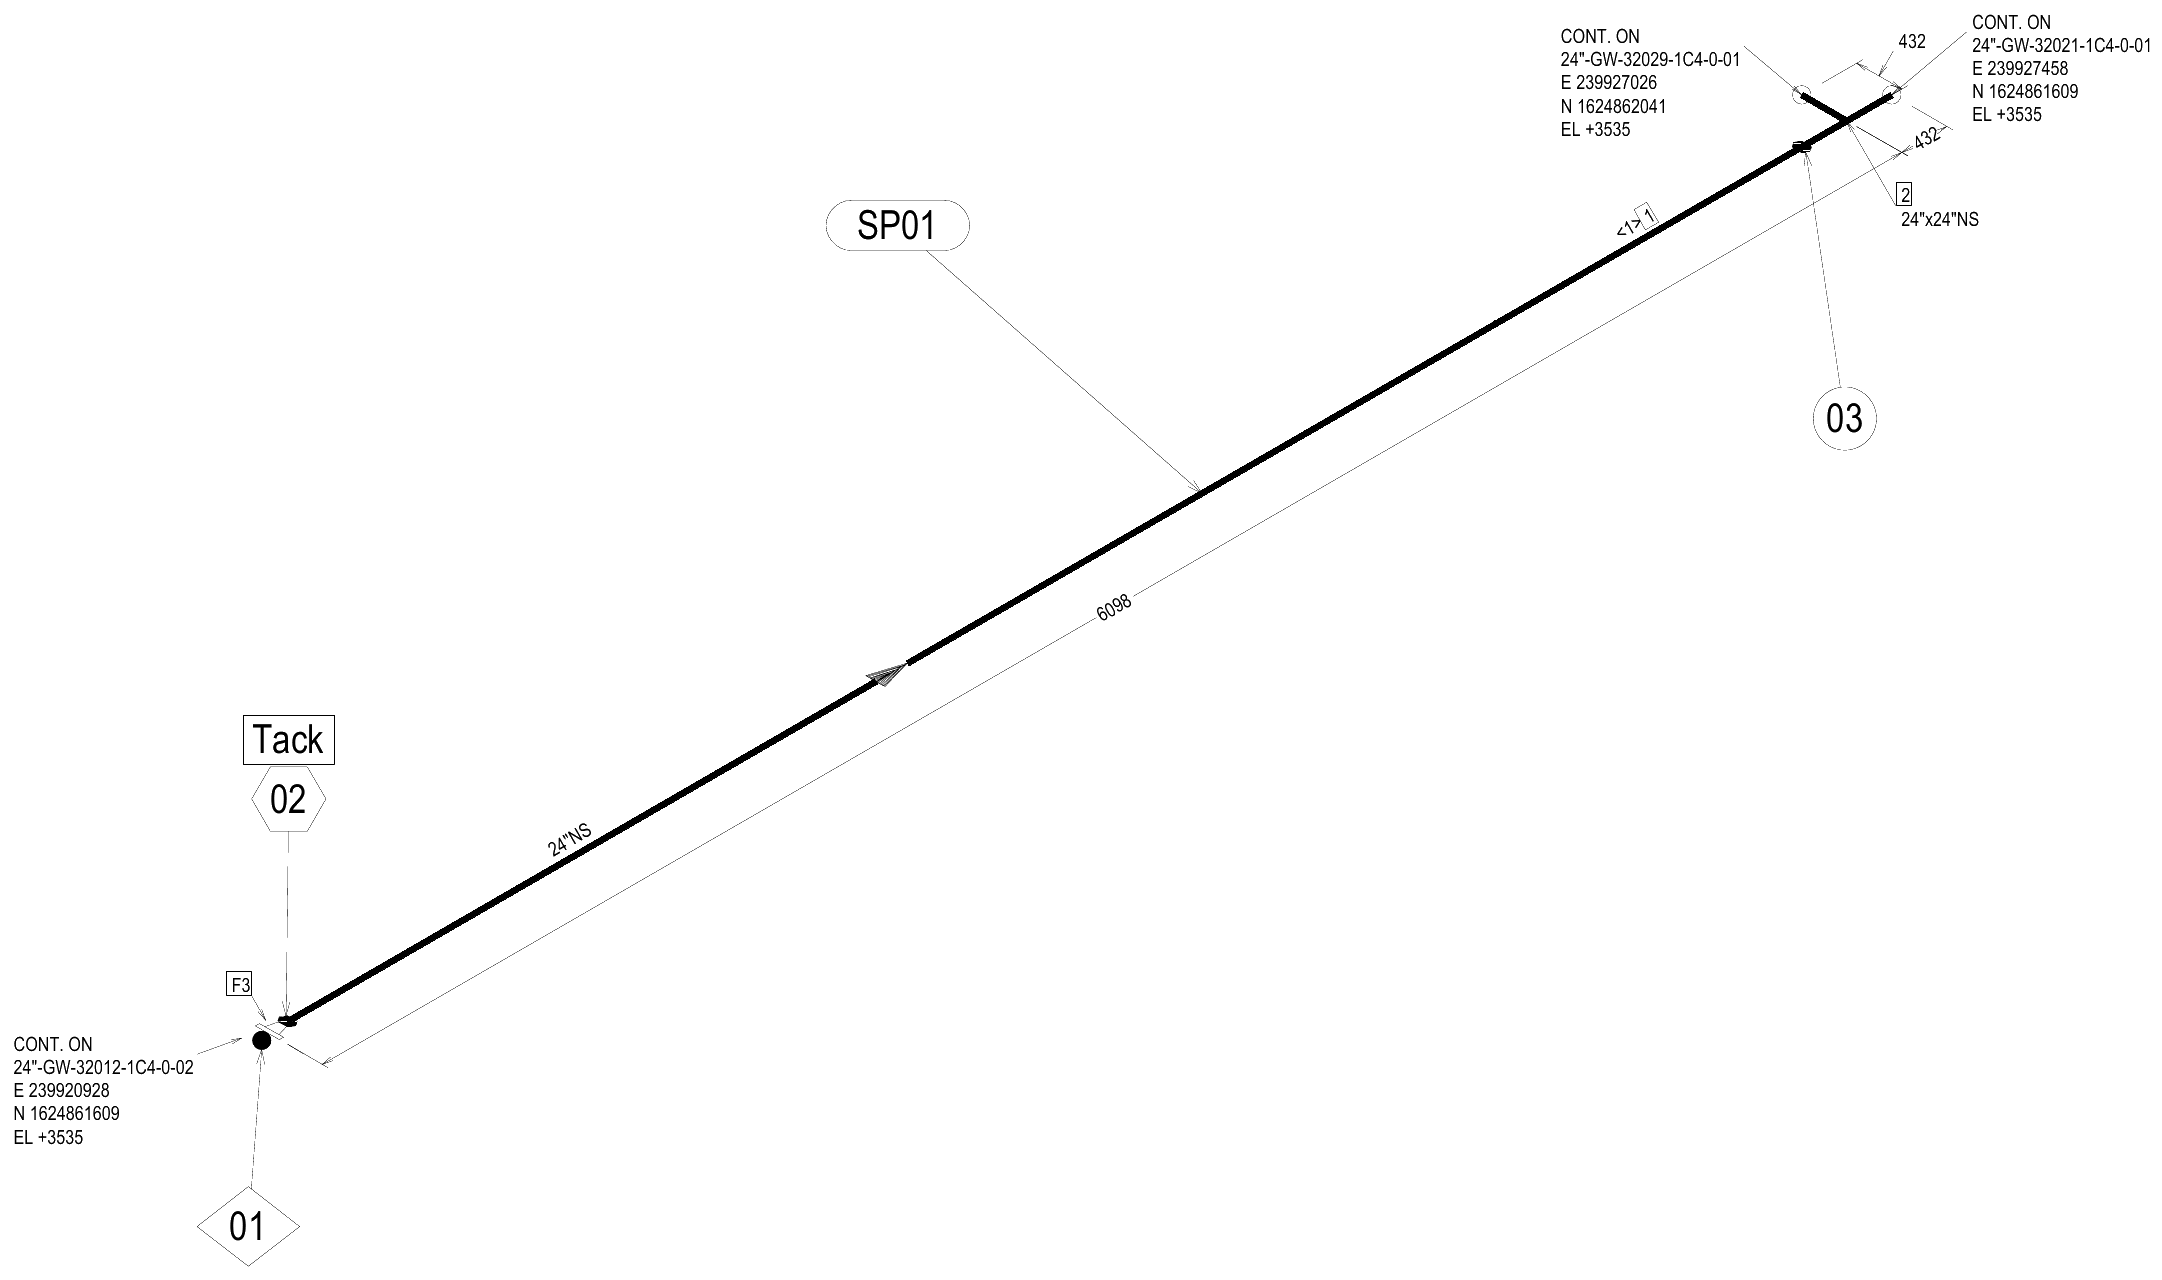 CONT. ON
24"-GW-32029-1C4-0-01
E 239927026
N 1624862041
EL +3535
432
CONT. ON
24"-GW-32021-1C4-0-01
E 239927458
N 1624861609
EL +3535
432
2
24"x24"NS
<1> 1
SP01
03
6098
Tack
02
24"NS
F3
CONT. ON
24"-GW-32012-1C4-0-02
E 239920928
N 1624861609
EL +3535
01